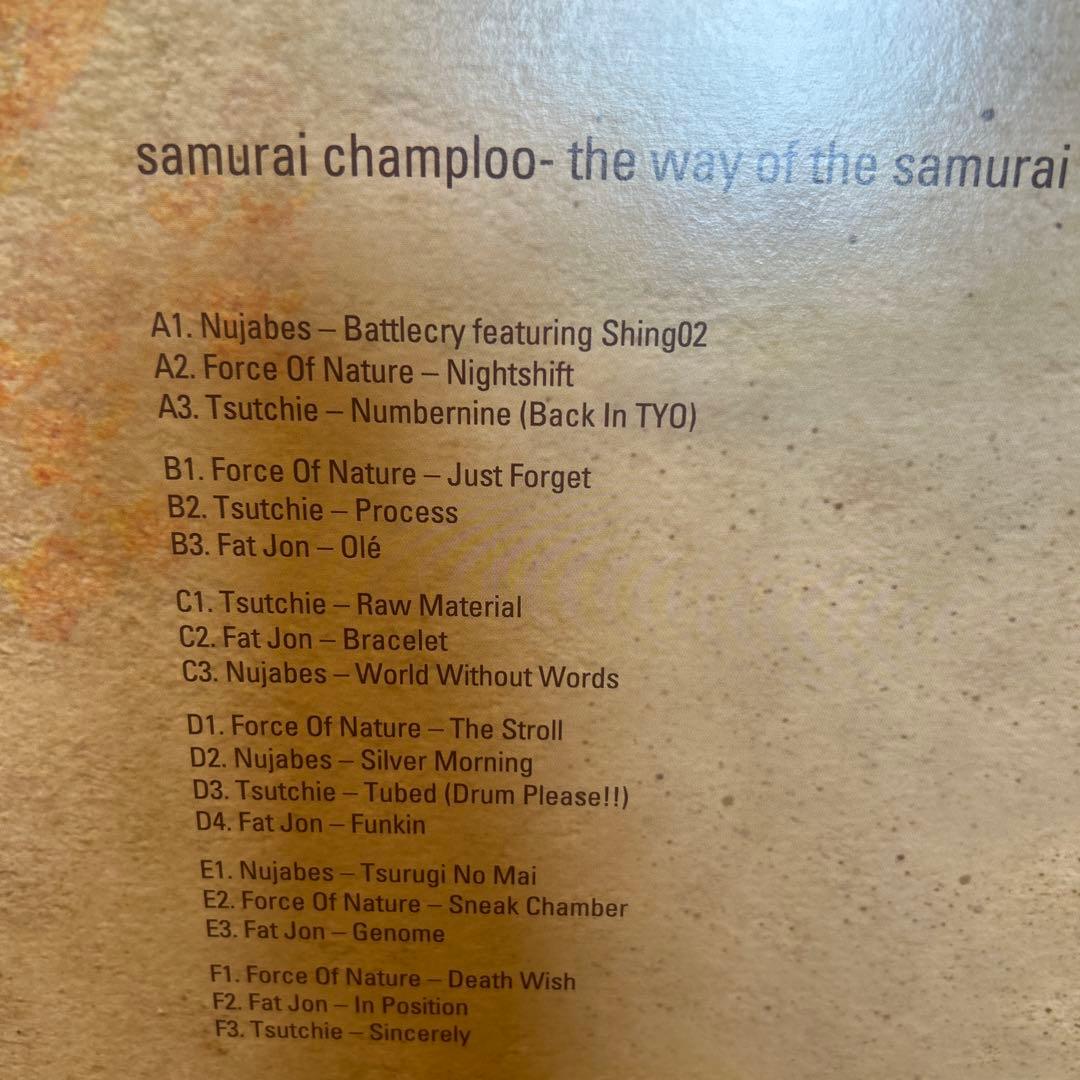 samurai champloo- the way of the samurai
A1. Nujabes – Battlecry featuring Shing02
A2. Force Of Nature – Nightshift
A3. Tsutchie – Numbernine (Back In TYO)
B1. Force Of Nature – Just Forget
B2. Tsutchie – Process
B3. Fat Jon – Olé
C1. Tsutchie – Raw Material
C2. Fat Jon – Bracelet
C3. Nujabes – World Without Words
D1. Force Of Nature – The Stroll
D2. Nujabes – Silver Morning
D3. Tsutchie – Tubed (Drum Please!!)
D4. Fat Jon – Funkin
E1. Nujabes – Tsurugi No Mai
E2. Force Of Nature – Sneak Chamber
E3. Fat Jon – Genome
F1. Force Of Nature – Death Wish
F2. Fat Jon – In Position
F3. Tsutchie – Sincerely